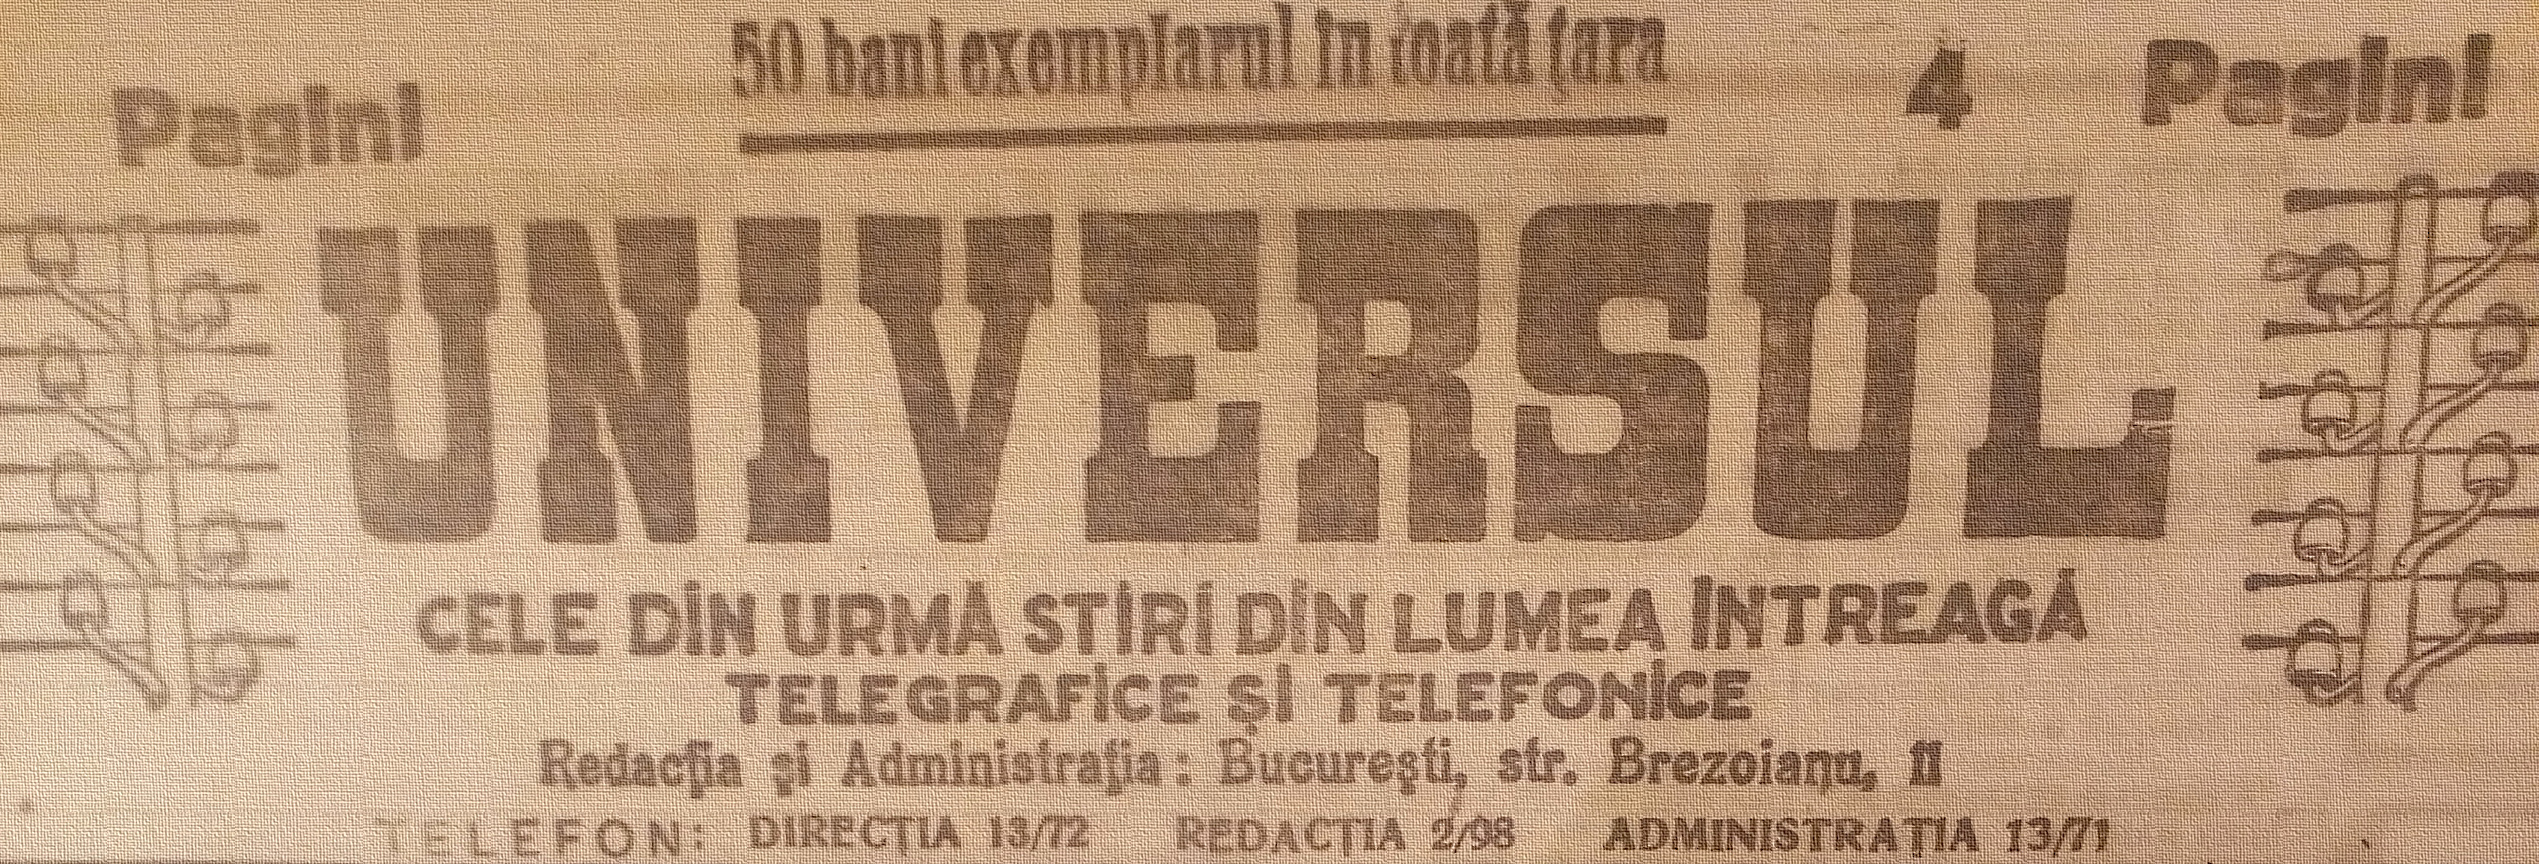 50 bani exemplarul în toată țara
Pagini 4 Pagini
UNIVERSUL
CELE DIN URMĂ STIRI DIN LUMEA ÎNTREAGĂ
TELEGRAFICE ȘI TELEFONICE
Redacția și Administrația: București, str. Brezoianu, 11
TELEFON: DIRECȚIA 13/72 REDACȚIA 2/98 ADMINISTRAȚIA 13/71